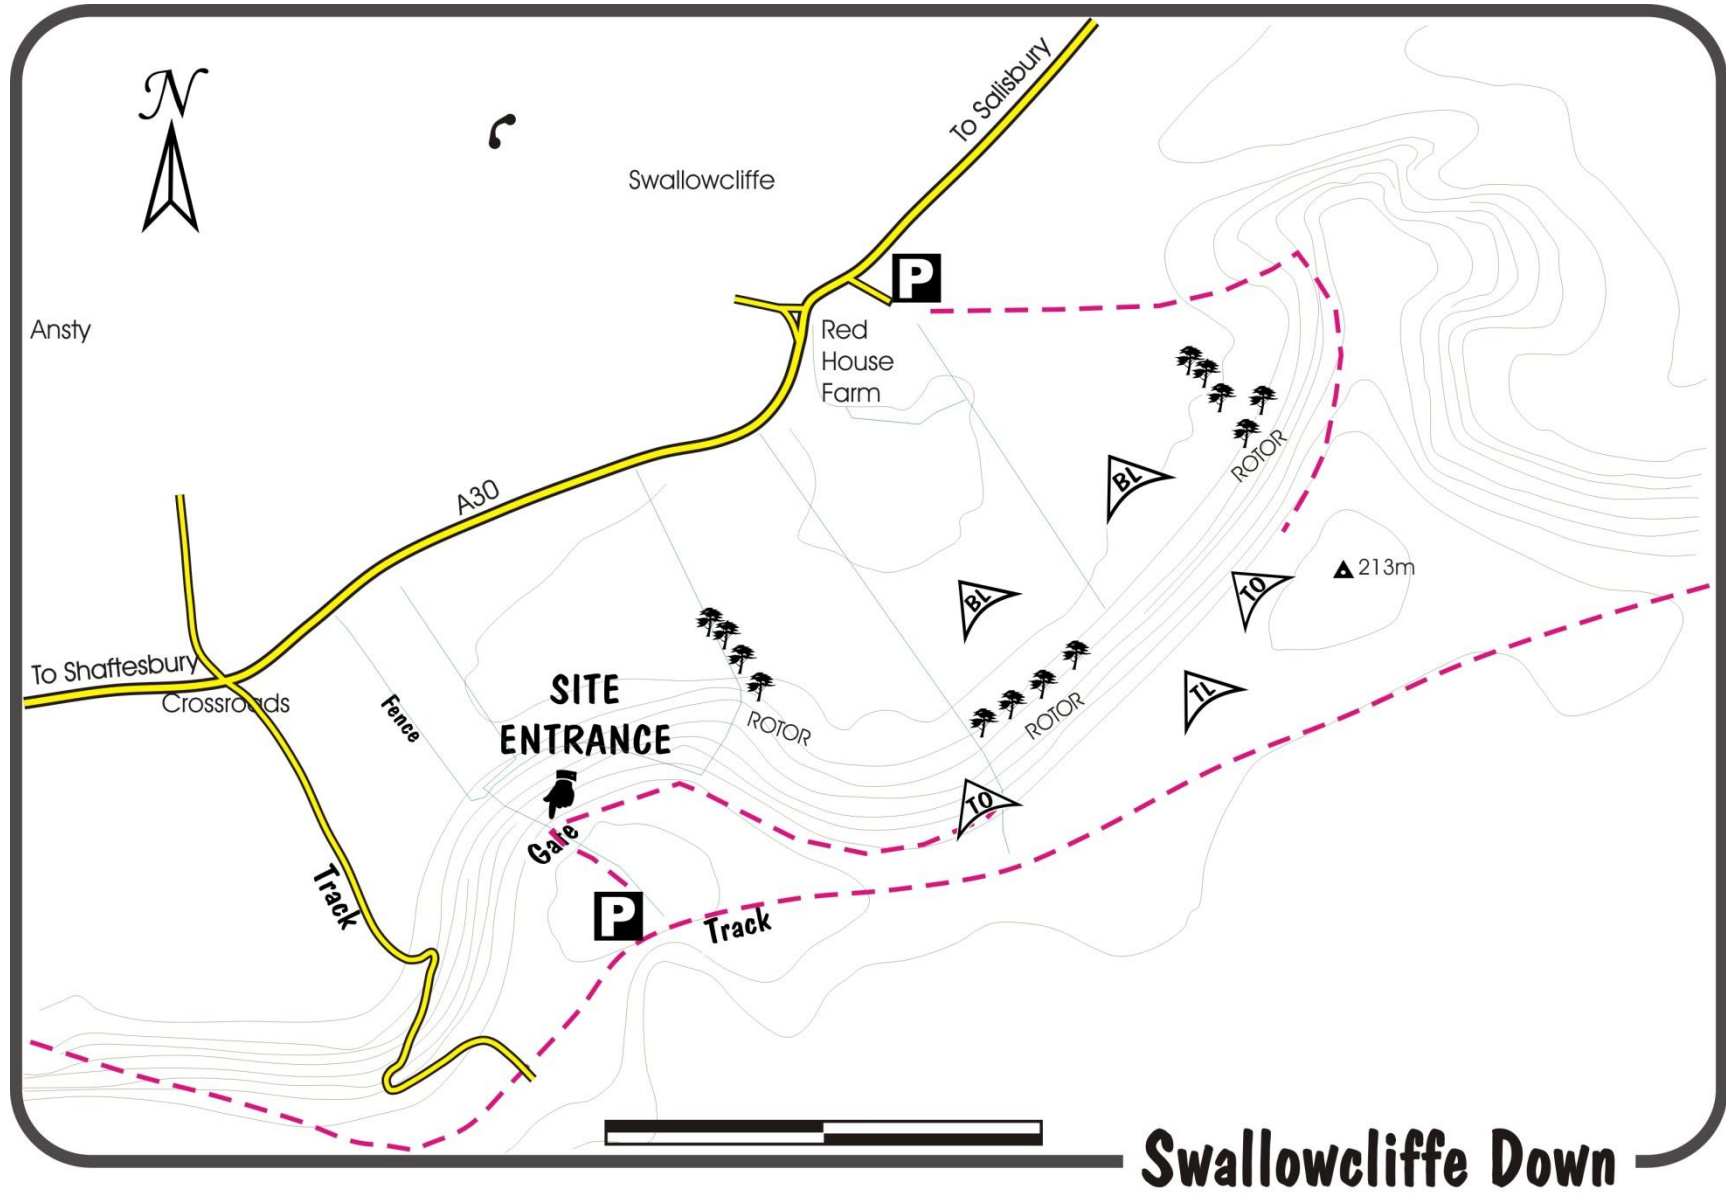 N
To Salisbury
Swallowcliffe
P
Ansty
Red
House
Farm
ROTOR
BL
A30
213m
TO
BL
To Shaftesbury
Crossroads
Fence
SITE
ENTRANCE
ROTOR
ROTOR
TL
TO
Gate
Track
P
Track
Swallowcliffe Down